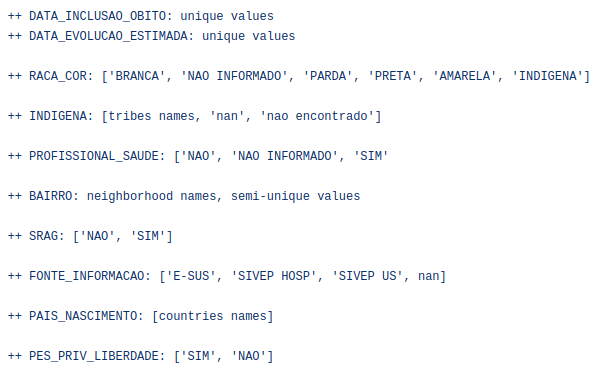 ++ DATA_INCLUSAO_OBITO: unique values
++ DATA_EVOLUCAO_ESTIMADA: unique values
++ RACA_COR: ['BRANCA', 'NAO INFORMADO', 'PARDA', 'PRETA', 'AMARELA', 'INDIGENA']
++ INDIGENA: [tribes names, 'nan', 'nao encontrado']
++ PROFISSIONAL_SAUDE: ['NAO', 'NAO INFORMADO', 'SIM'
++ BAIRRO: neighborhood names, semi-unique values
++ SRAG: ['NAO', 'SIM']
++ FONTE_INFORMACAO: ['E-SUS', 'SIVEP HOSP', 'SIVEP US', nan]
++ PAIS_NASCIMENTO: [countries names]
++ PES_PRIV_LIBERDADE: ['SIM', 'NAO']